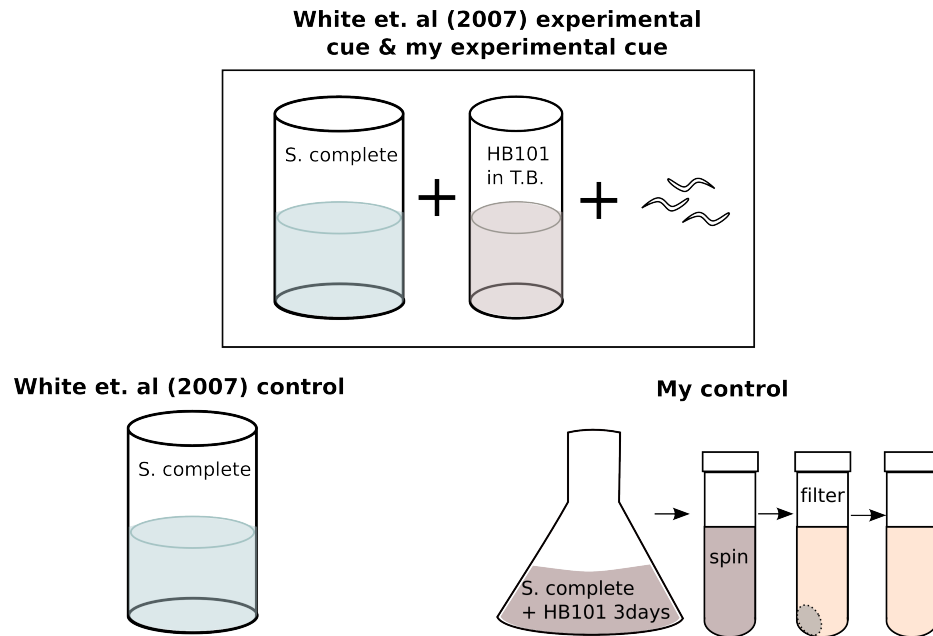 White et. al (2007) experimental
cue & my experimental cue
S. complete
HB101
in T.B.
White et. al (2007) control
S. complete
My control
S. complete
+ HB101 3days
spin
filter